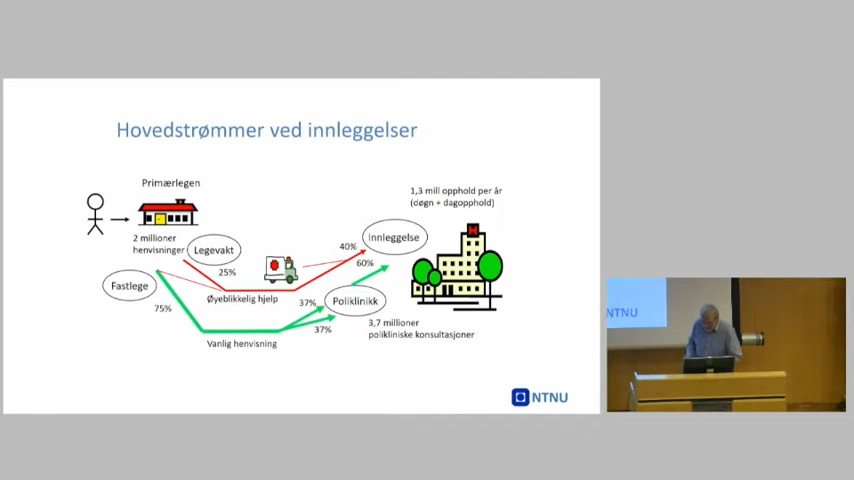 Hovedstrømmer ved innleggelser
Primærlegen
1,3 mill opphold per år
(døgn + dagopphold)
2 millioner
henvisninger
Legevakt
Innleggelse
40%
60%
25%
Fastlege
Øyeblikkelig hjelp
37%
Poliklinikk
75%
37%
3,7 millioner
polikliniske konsultasjoner
Vanlig henvisning
H
NTNU
NTNU